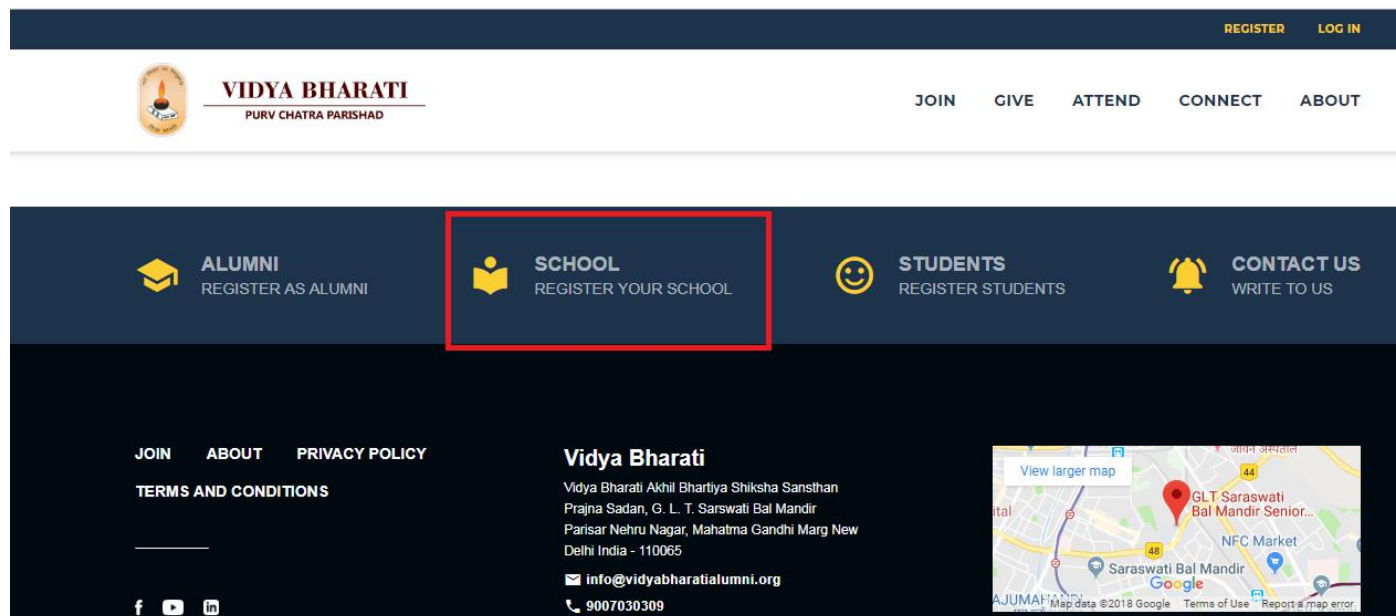 REGISTER LOG IN
VIDYA BHARATI
PURV CHATRA PARISHAD
JOIN GIVE ATTEND CONNECT ABOUT
ALUMNI
REGISTER AS ALUMNI
SCHOOL
REGISTER YOUR SCHOOL
STUDENTS
REGISTER STUDENTS
CONTACT US
WRITE TO US
JOIN ABOUT PRIVACY POLICY
TERMS AND CONDITIONS
f in
Vidya Bharati
Vidya Bharati Akhil Bhartiya Shiksha Sansthan
Prajna Sadan, G. L. T. Sarswati Bal Mandir
Parisar Nehru Nagar, Mahatma Gandhi Marg New
Delhi India - 110065
info@vidyabharatialumni.org
9007030309
View larger map
44
GLT Saraswati
Bal Mandir Senior...
ital
NFC Market
48
Saraswati Bal Mandir
Google
Map data ©2018 Google Terms of Use Report a map error